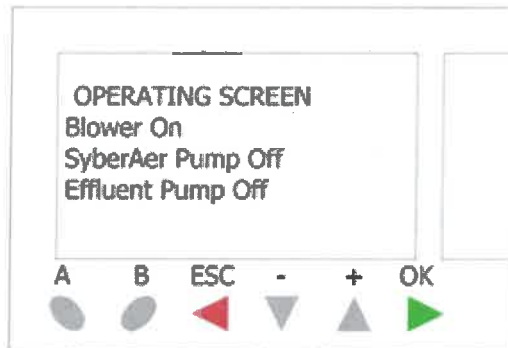 OPERATING SCREEN
Blower On
SyberAer Pump Off
Effluent Pump Off
A B ESC - + OK